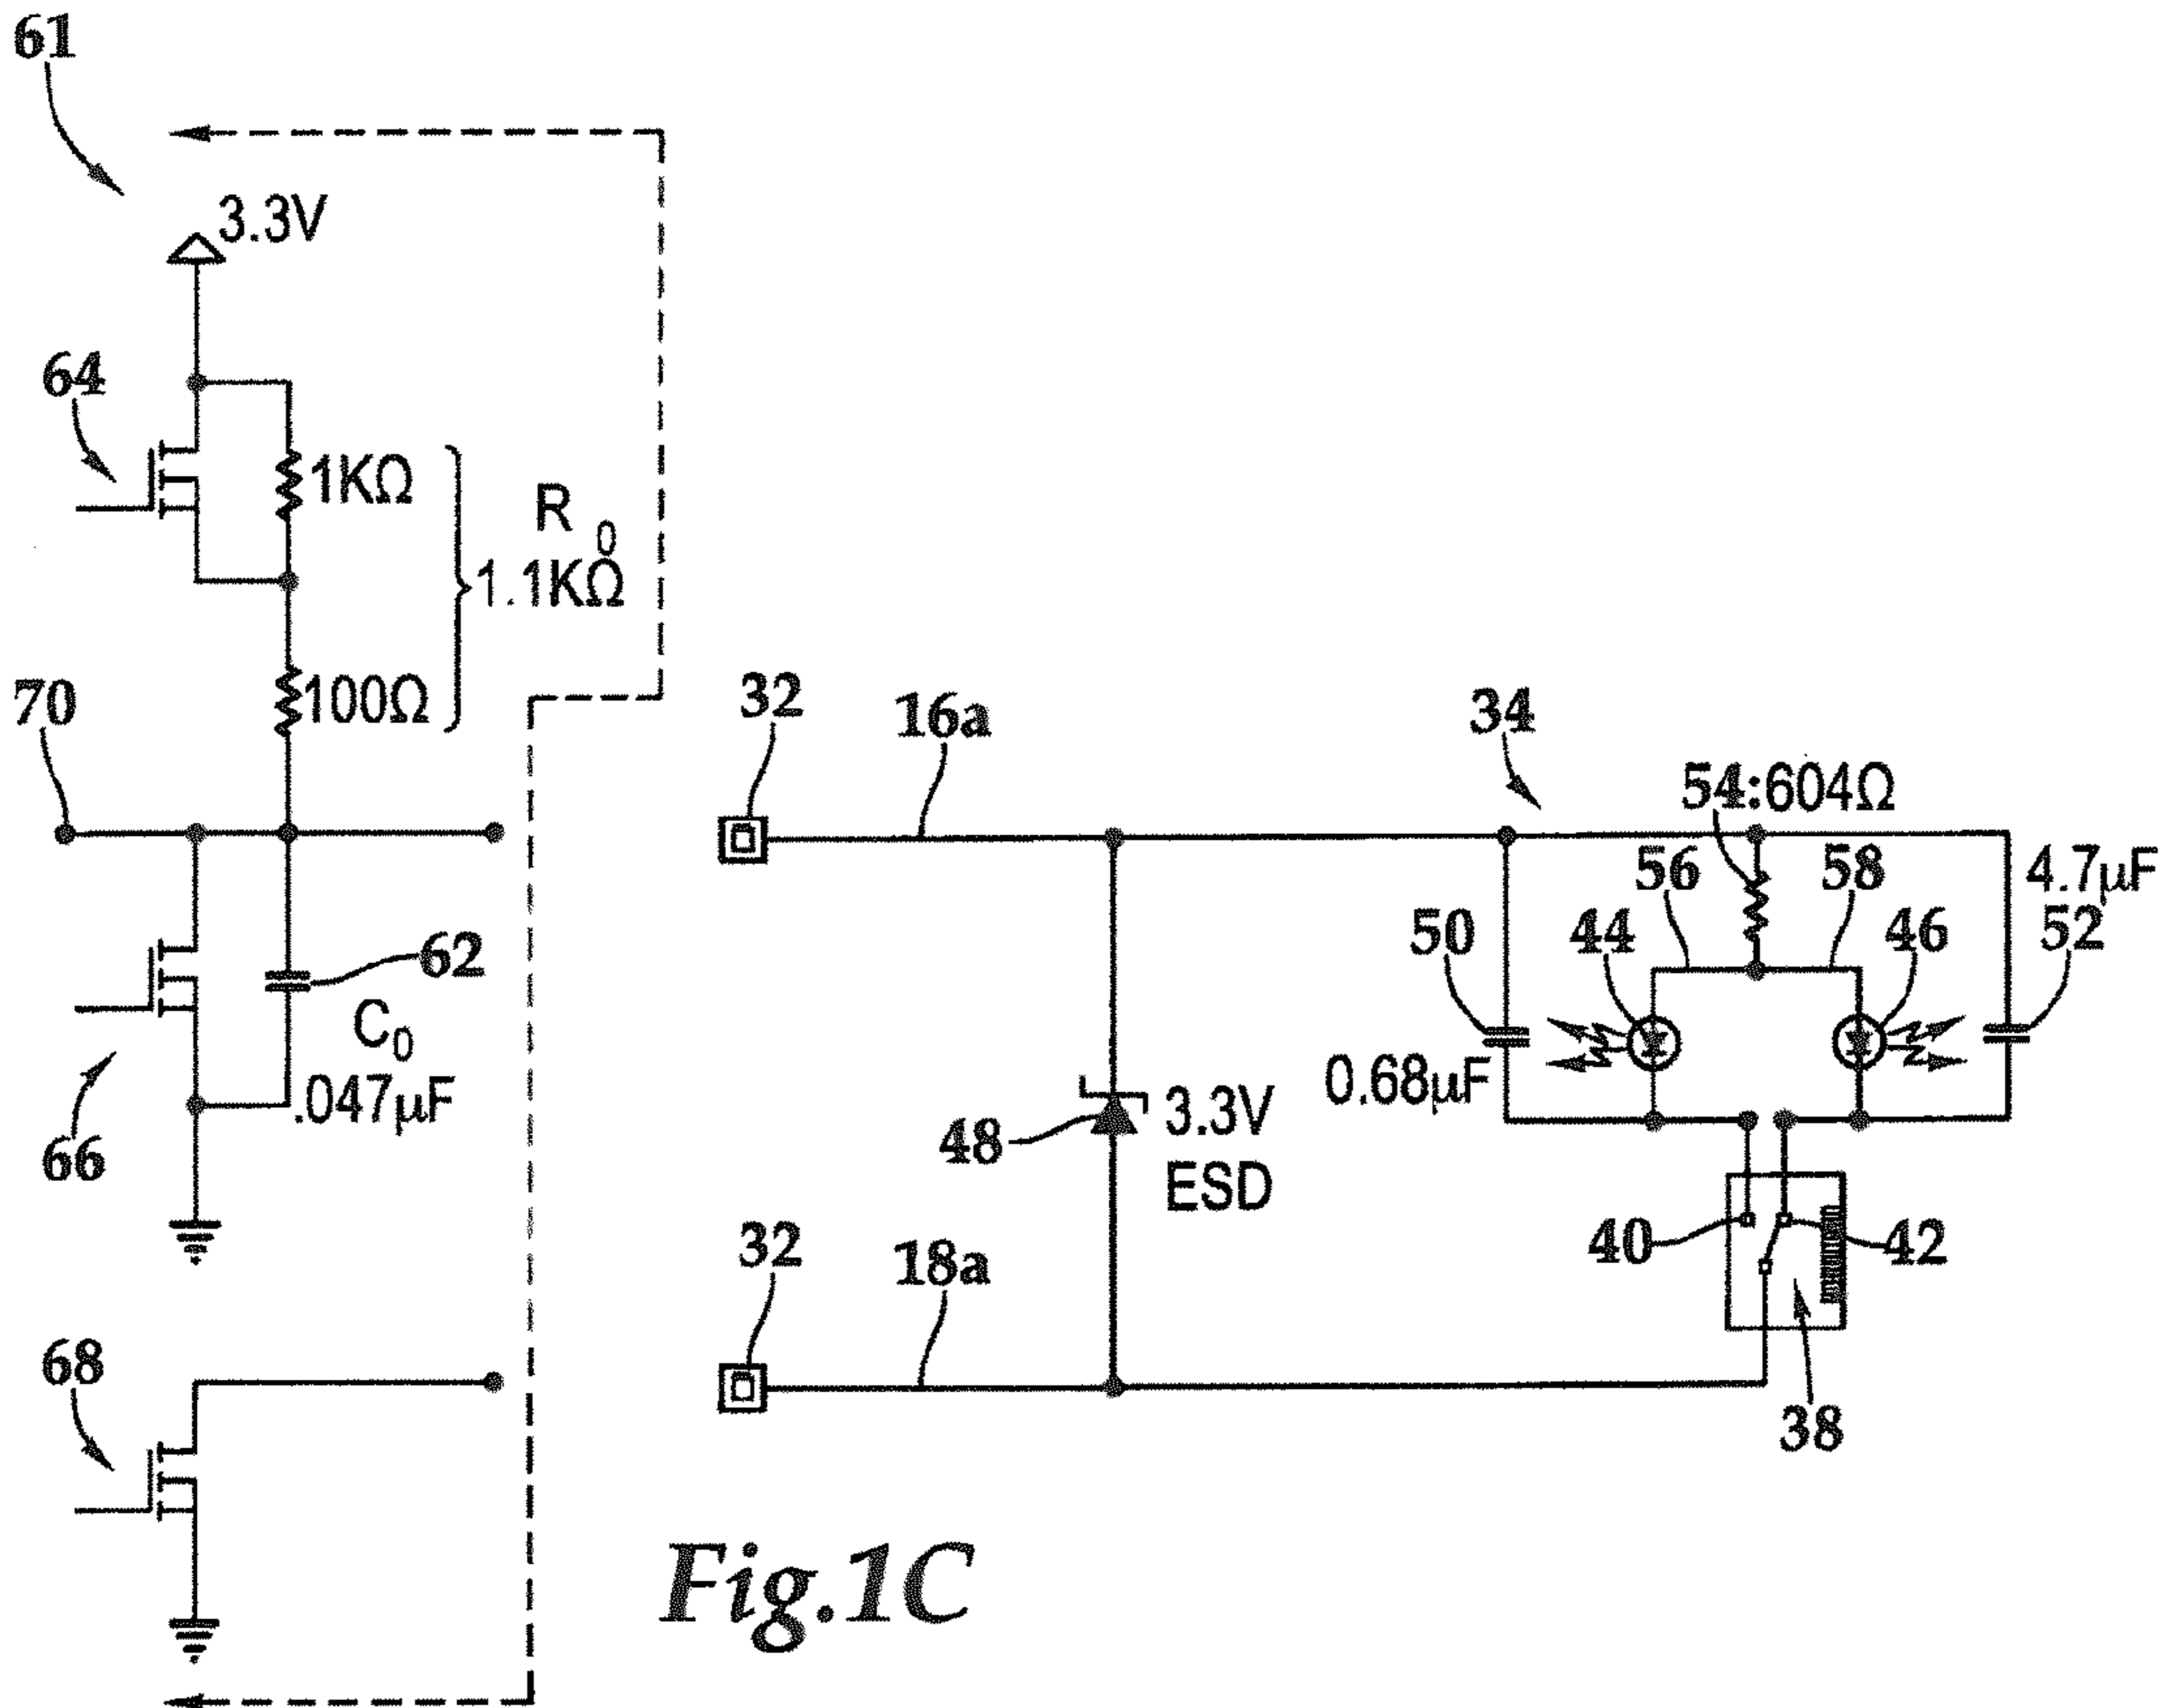 61
3.3V
64
1KΩ
R0
1.1KΩ
100Ω
70
62
C0
.047µF
66
68
32
16a
34
54:604Ω
56
58
4.7µF
50
44
46
52
0.68µF
48
3.3V
ESD
40
42
32
18a
38
Fig.1C